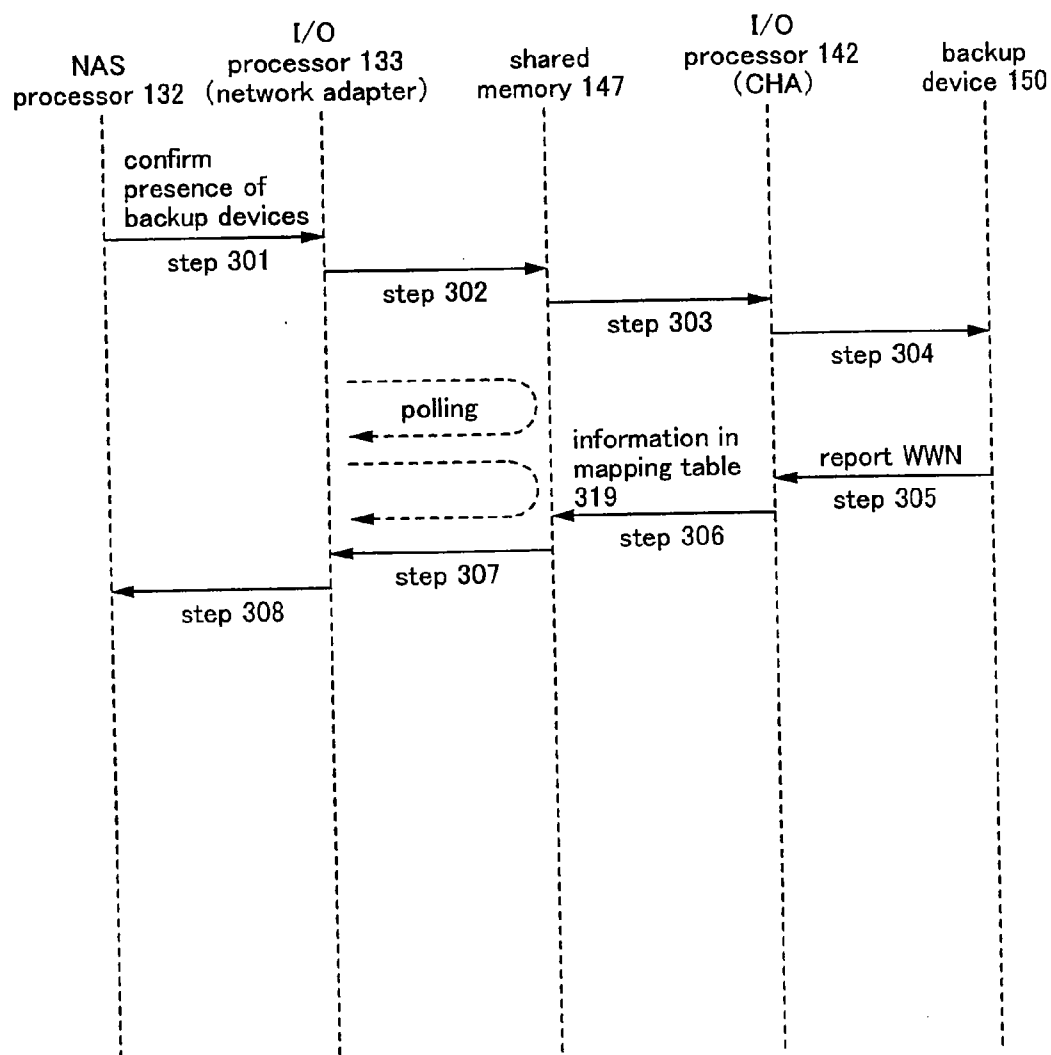 NAS
processor 132
I/O
processor 133
(network adapter)
shared
memory 147
I/O
processor 142
(CHA)
backup
device 150
confirm
presence of
backup devices
step 301
step 302
step 303
step 304
polling
information in
mapping table
319
report WWN
step 305
step 306
step 307
step 308